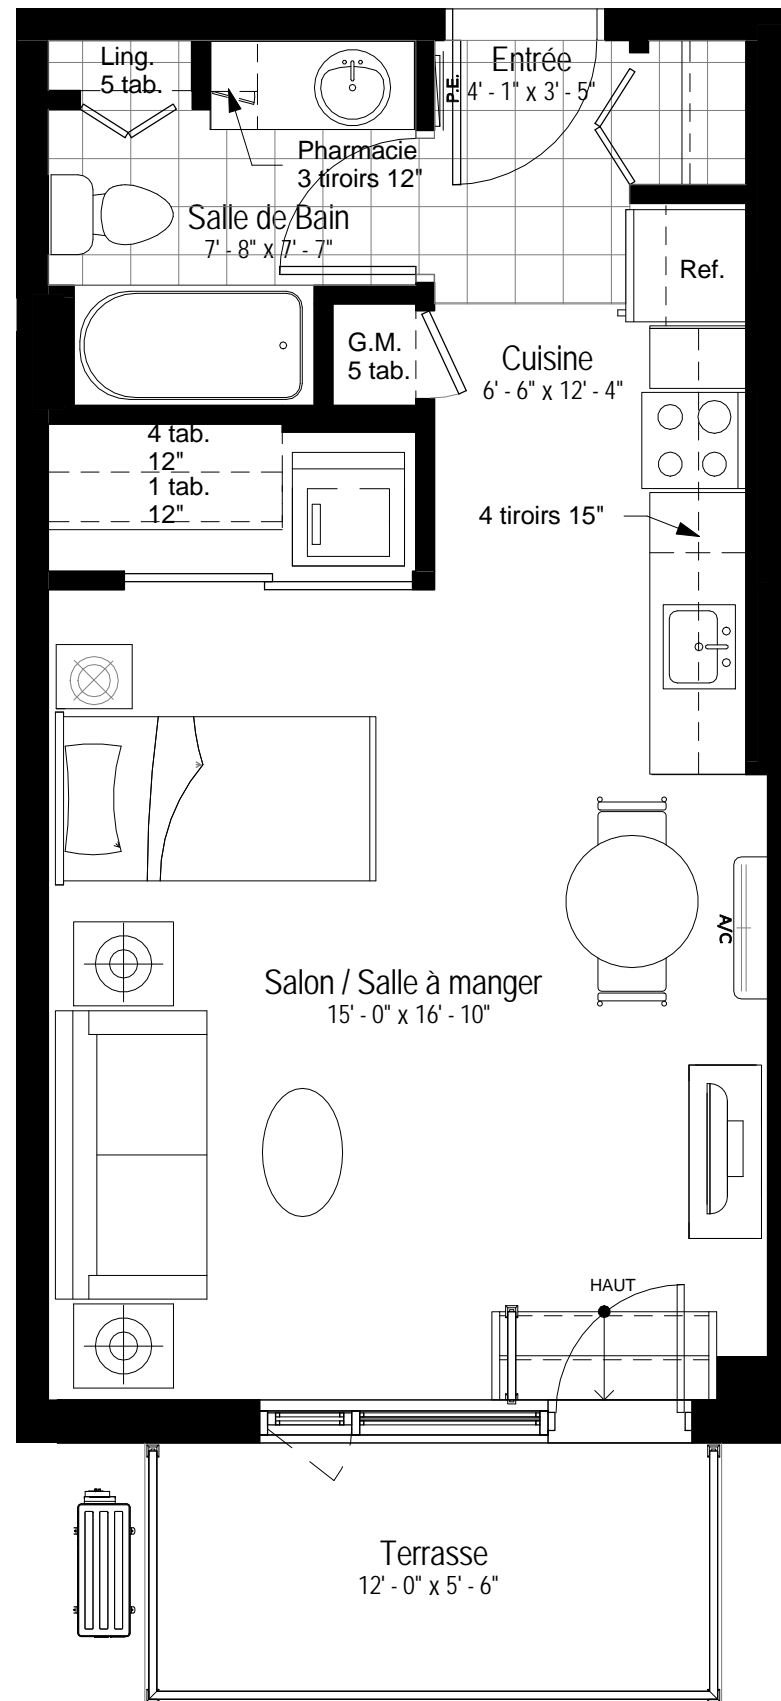 Ling.
5 tab.
Entrée
4' - 1" x 3' - 5"
P.E.
Pharmacie
3 tiroirs 12"
Salle de Bain
7' - 8" x 7' - 7"
Ref.
G.M.
5 tab.
Cuisine
6' - 6" x 12' - 4"
4 tab.
12"
1 tab.
12"
4 tiroirs 15"
A/C
Salon / Salle à manger
15' - 0" x 16' - 10"
HAUT
Terrasse
12' - 0" x 5' - 6"